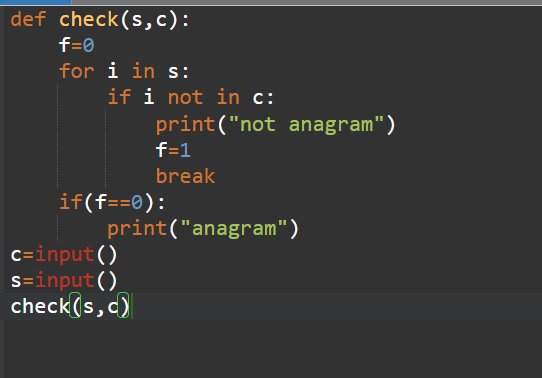 def check(s,c):
    f=0
    for i in s:
        if i not in c:
            print("not anagram")
            f=1
            break
    if(f==0):
        print("anagram")
c=input()
s=input()
check(s,c)